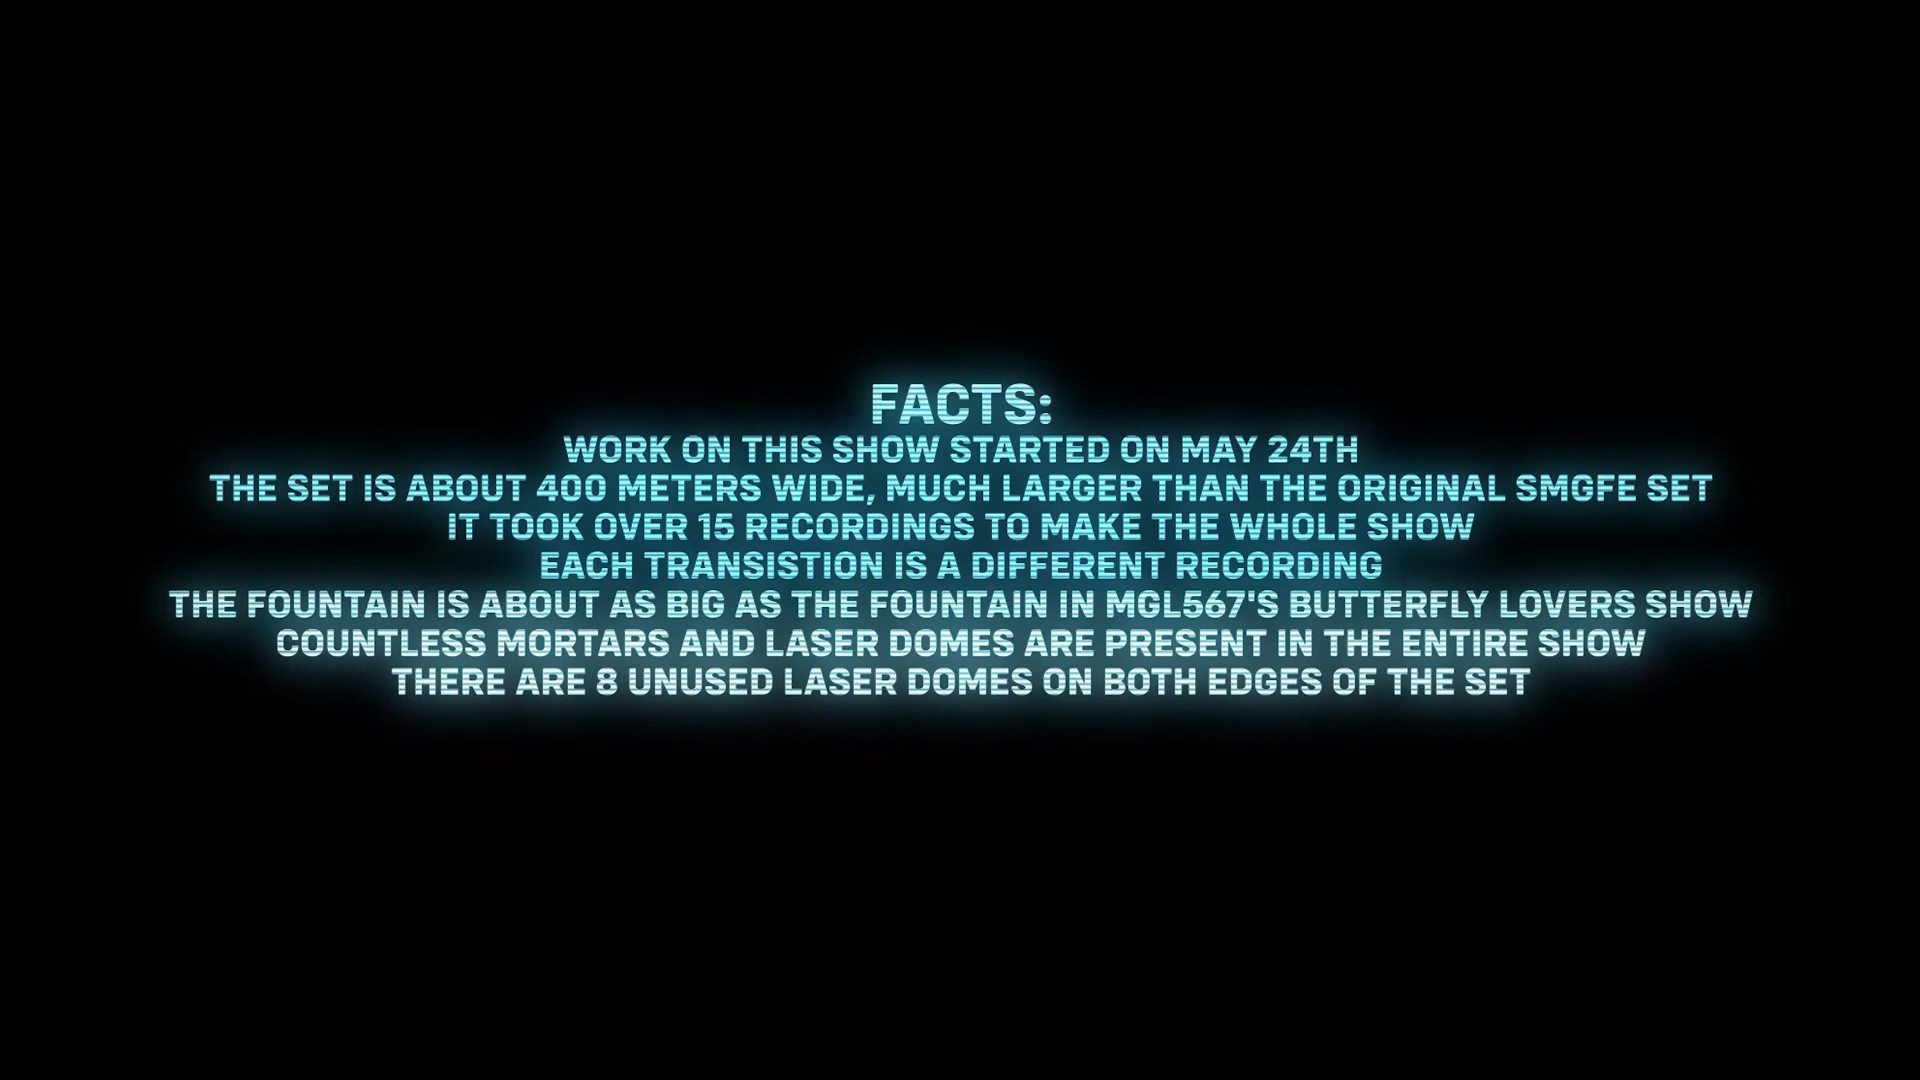 FACTS:
WORK ON THIS SHOW STARTED ON MAY 24TH
THE SET IS ABOUT 400 METERS WIDE, MUCH LARGER THAN THE ORIGINAL SMGFE SET
IT TOOK OVER 15 RECORDINGS TO MAKE THE WHOLE SHOW
EACH TRANSISTION IS A DIFFERENT RECORDING
THE FOUNTAIN IS ABOUT AS BIG AS THE FOUNTAIN IN MGL567'S BUTTERFLY LOVERS SHOW
COUNTLESS MORTARS AND LASER DOMES ARE PRESENT IN THE ENTIRE SHOW
THERE ARE 8 UNUSED LASER DOMES ON BOTH EDGES OF THE SET